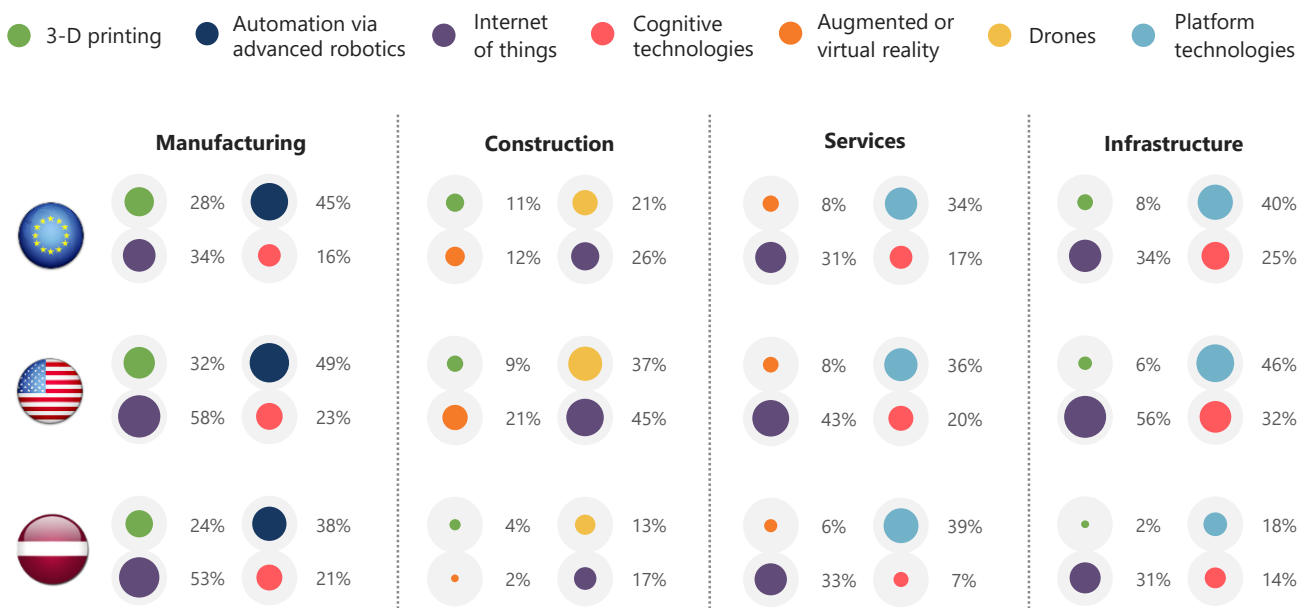 3-D printing
Automation via
advanced robotics
Internet
of things
Cognitive
technologies
Augmented or
virtual reality
Drones
Platform
technologies
Manufacturing
Construction
Services
Infrastructure
28% 45% 11% 21% 8% 34% 8% 40%
34% 16% 12% 26% 31% 17% 34% 25%
32% 49% 9% 37% 8% 36% 6% 46%
58% 23% 21% 45% 43% 20% 56% 32%
24% 38% 4% 13% 6% 39% 2% 18%
53% 21% 2% 17% 33% 7% 31% 14%